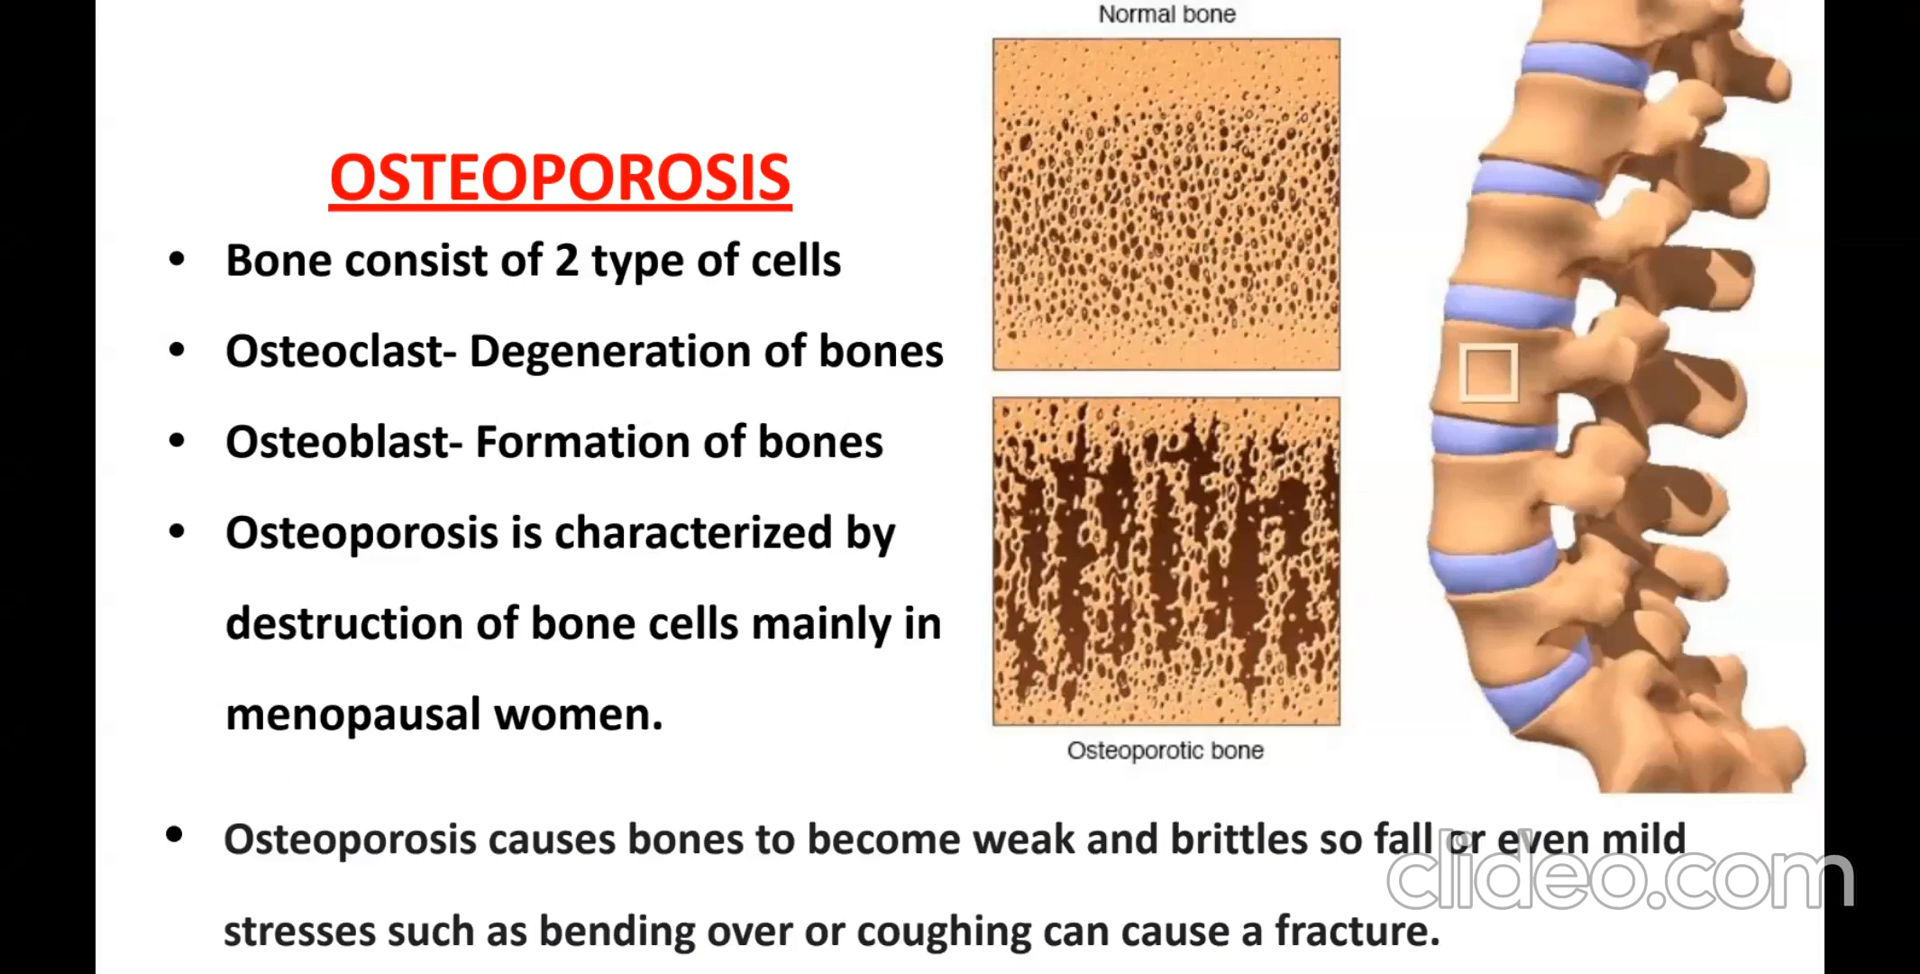 Normal bone
OSTEOPOROSIS
• Bone consist of 2 type of cells
• Osteoclast- Degeneration of bones
• Osteoblast- Formation of bones
• Osteoporosis is characterized by
destruction of bone cells mainly in
menopausal women.
Osteoporotic bone
• Osteoporosis causes bones to become weak and brittles so fall or even mild
stresses such as bending over or coughing can cause a fracture.
clideo.com